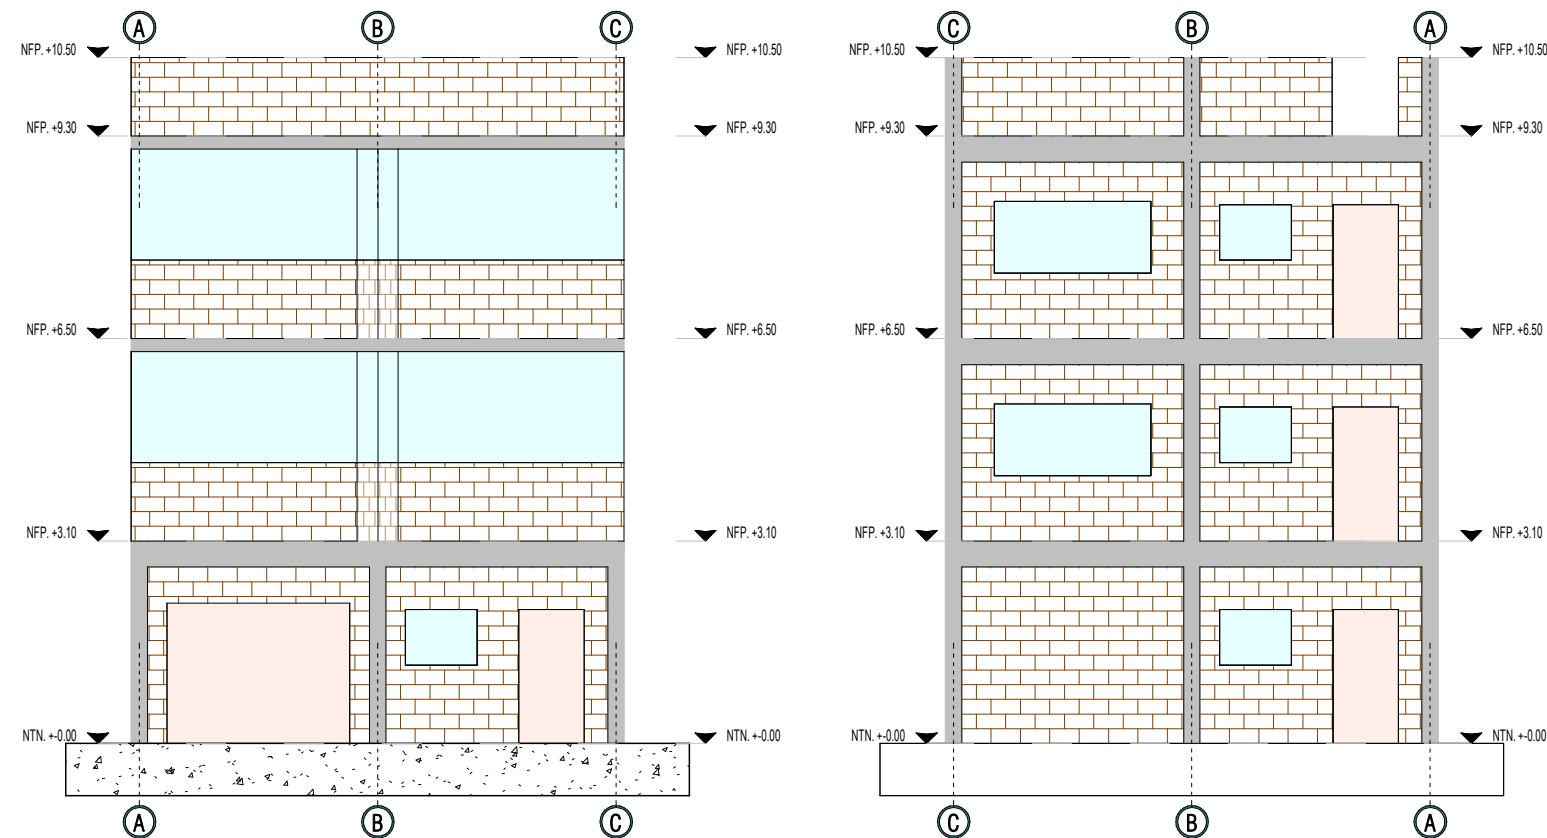 A B C C B A
NFP. +10.50 NFP. +10.50 NFP. +10.50 NFP. +10.50
NFP. +9.30 NFP. +9.30 NFP. +9.30 NFP. +9.30
NFP. +6.50 NFP. +6.50 NFP. +6.50 NFP. +6.50
NFP. +3.10 NFP. +3.10 NFP. +3.10 NFP. +3.10
NTN. +-0.00 NTN. +-0.00 NTN. +-0.00 NTN. +-0.00
A B C C B A